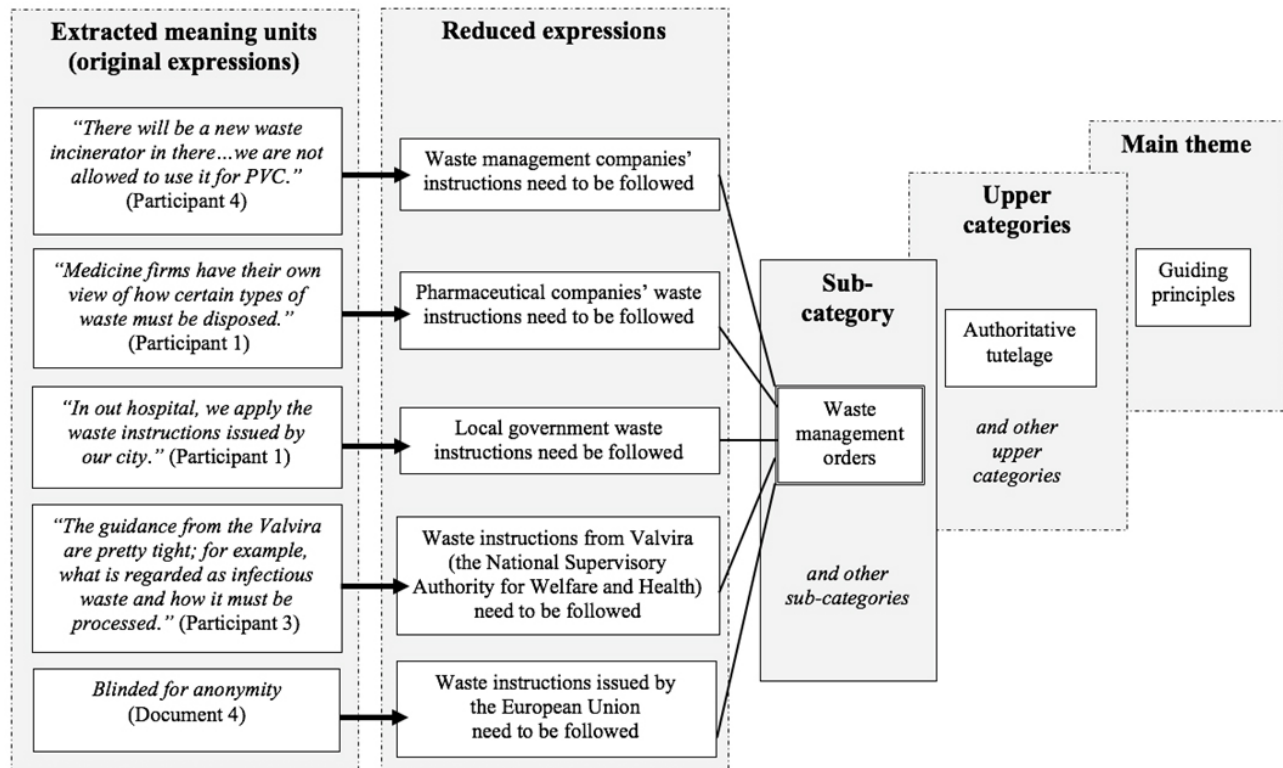 Extracted meaning units
(original expressions)
“There will be a new waste
incinerator in there…we are not
allowed to use it for PVC.”
(Participant 4)
“Medicine firms have their own
view of how certain types of
waste must be disposed.”
(Participant 1)
“In out hospital, we apply the
waste instructions issued by
our city.” (Participant 1)
“The guidance from the Valvira
are pretty tight; for example,
what is regarded as infectious
waste and how it must be
processed.” (Participant 3)
Blinded for anonymity
(Document 4)
Reduced expressions
Waste management companies’
instructions need to be followed
Pharmaceutical companies’ waste
instructions need to be followed
Local government waste
instructions need be followed
Waste instructions from Valvira
(the National Supervisory
Authority for Welfare and Health)
need to be followed
Waste instructions issued by
the European Union
need to be followed
Sub-
category
Waste
management
orders
and other
sub-categories
Upper
categories
Authoritative
tutelage
and other
upper
categories
Main theme
Guiding
principles